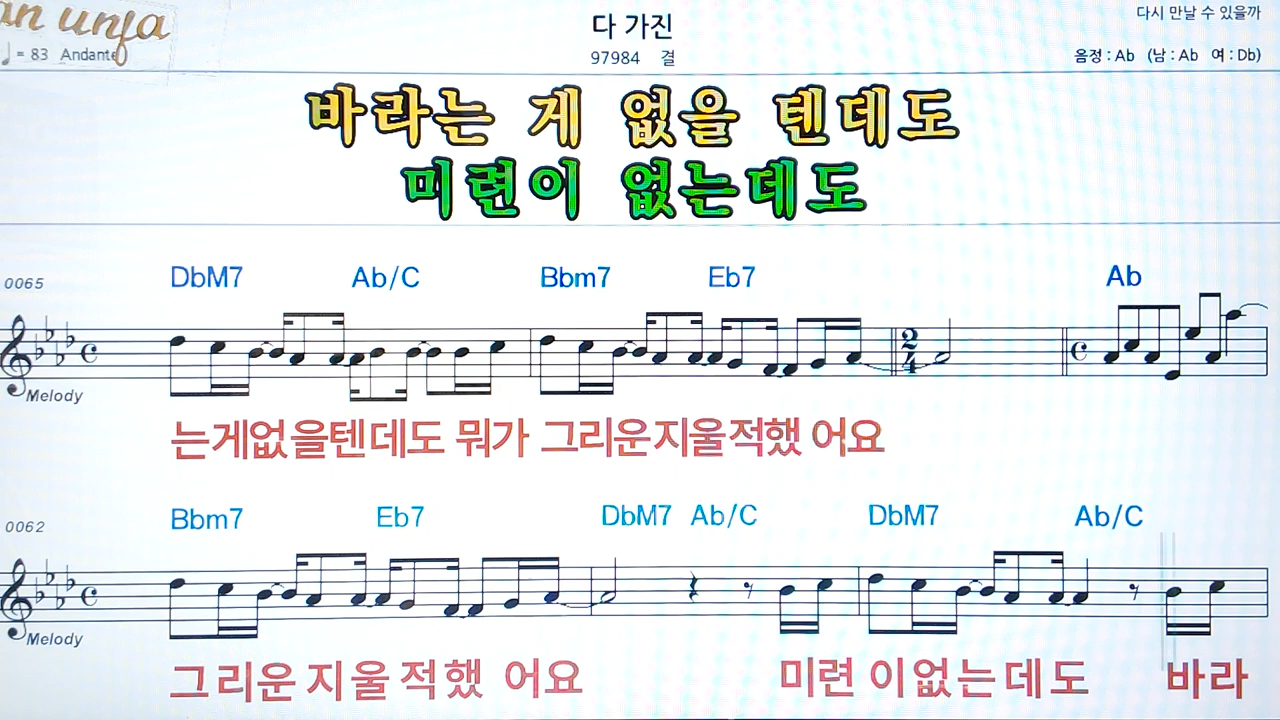 다 가진
다시 만날 수 있을까
♩ = 83 Andante
97984 결
음정 : Ab (남 : Ab 여 : Db)
바라는 게 없을 텐데도
미련이 없는데도
0065 DbM7 Ab/C Bbm7 Eb7 Ab
2
4
Melody
는게없을텐데도 뭐가 그리운지울적했 어요
0062 Bbm7 Eb7 DbM7 Ab/C DbM7 Ab/C
Melody
그리운지울적했 어요 미련이없는데도 바라